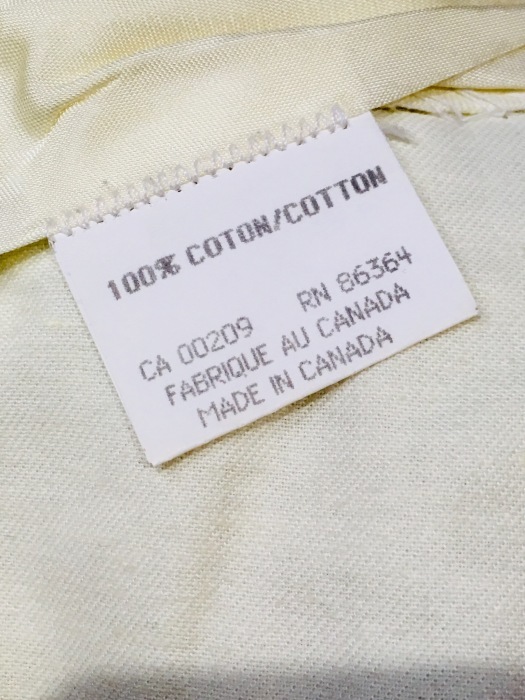 100% COTON/COTTON
CA 00209 RN 86364
FABRIQUE AU CANADA
MADE IN CANADA